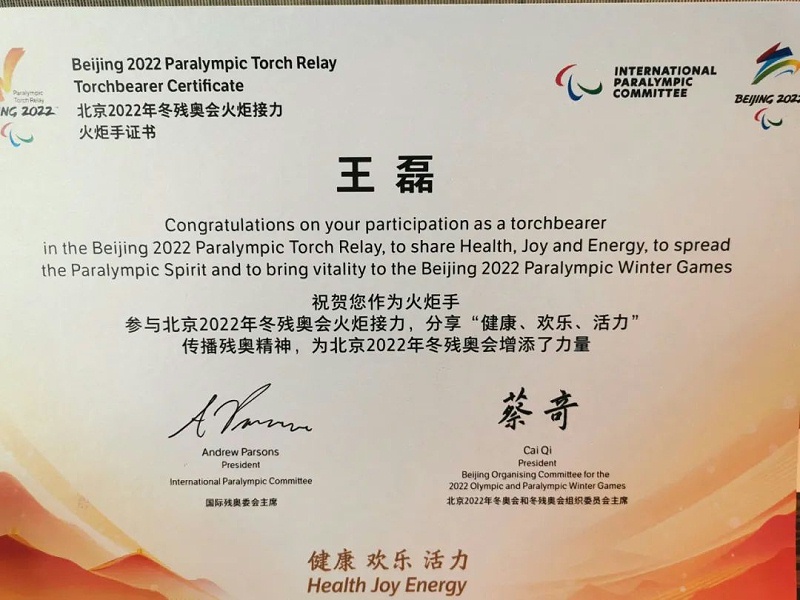 Paralympic
Torch Relay
NG 2022
Beijing 2022 Paralympic Torch Relay
Torchbearer Certificate
北京2022年冬残奥会火炬接力
火炬手证书
INTERNATIONAL
PARALYMPIC
COMMITTEE
BEIJING 2022
王 磊
Congratulations on your participation as a torchbearer
in the Beijing 2022 Paralympic Torch Relay, to share Health, Joy and Energy, to spread
the Paralympic Spirit and to bring vitality to the Beijing 2022 Paralympic Winter Games
祝贺您作为火炬手
参与北京2022年冬残奥会火炬接力，分享“健康、欢乐、活力”
传播残奥精神，为北京2022年冬残奥会增添了力量
A Parsons
Andrew Parsons
President
International Paralympic Committee
国际残奥委会主席
蔡奇
Cai Qi
President
Beijing Organising Committee for the
2022 Olympic and Paralympic Winter Games
北京2022年冬奥会和冬残奥会组织委员会主席
健康 欢乐 活力
Health Joy Energy